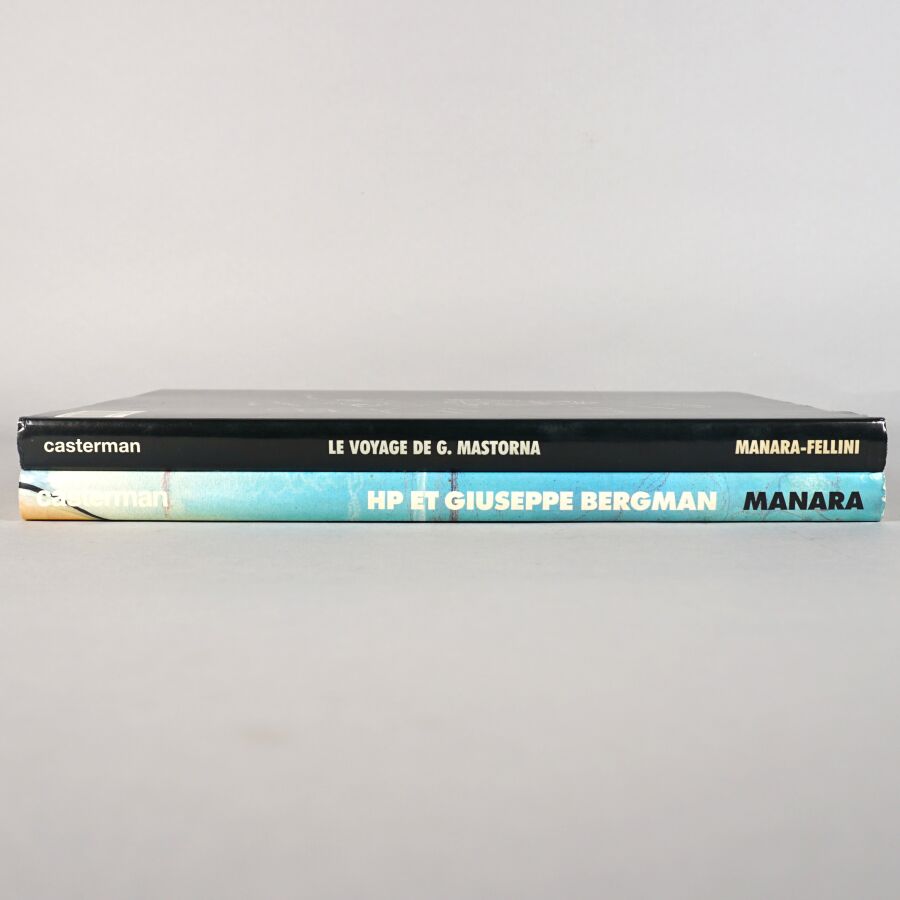 casterman LE VOYAGE DE G. MASTORNA MANARA-FELLINI
casterman HP ET GIUSEPPE BERGMAN MANARA